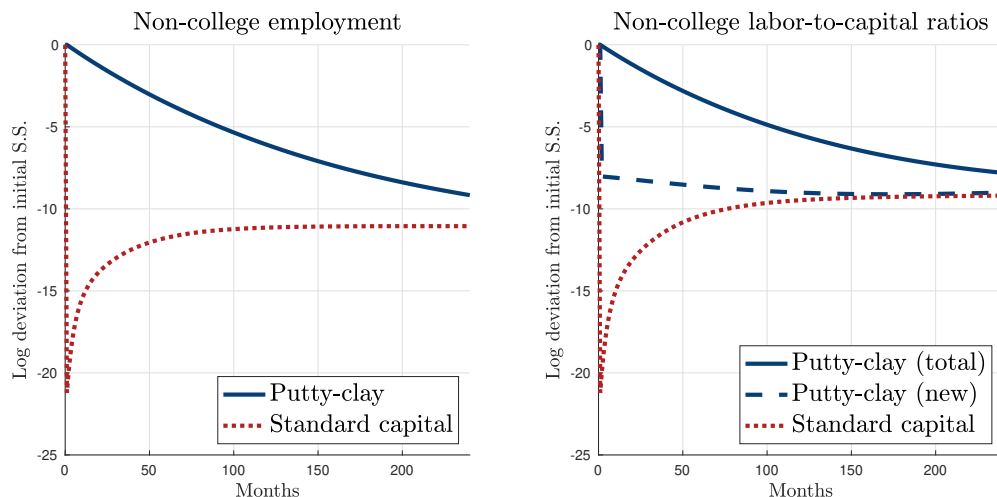 Non-college employment
Log deviation from initial S.S.
0
-5
-10
-15
-20
-25
0
50
100
150
200
Months
Putty-clay
Standard capital
Non-college labor-to-capital ratios
Log deviation from initial S.S.
0
-5
-10
-15
-20
-25
0
50
100
150
200
Months
Putty-clay (total)
Putty-clay (new)
Standard capital